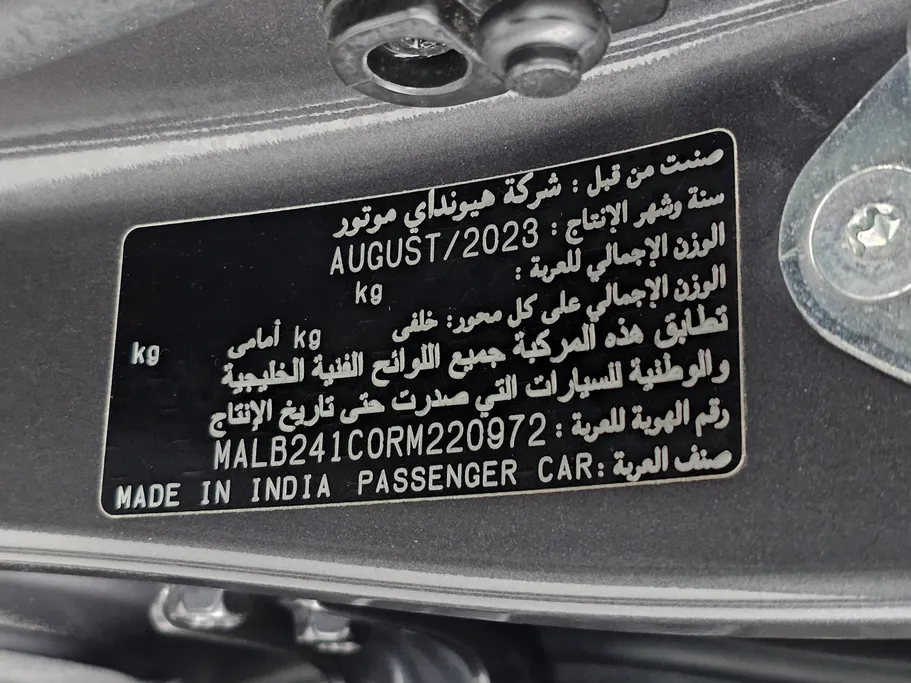 صنعت من قبل : شركة هيونداي موتور
سنة وشهر الإنتاج : AUGUST/2023
الوزن الإجمالي للعربة : kg
الوزن الإجمالي على كل محور: خلفى kg أمامى kg
تطابق هذه المركبة جميع اللوائح الفنية الخليجية
والوطنية للسيارات التي صدرت حتى تاريخ الإنتاج
رقم الهوية للعربة : MALB241C0RM220972
صنف العربة : PASSENGER CAR MADE IN INDIA